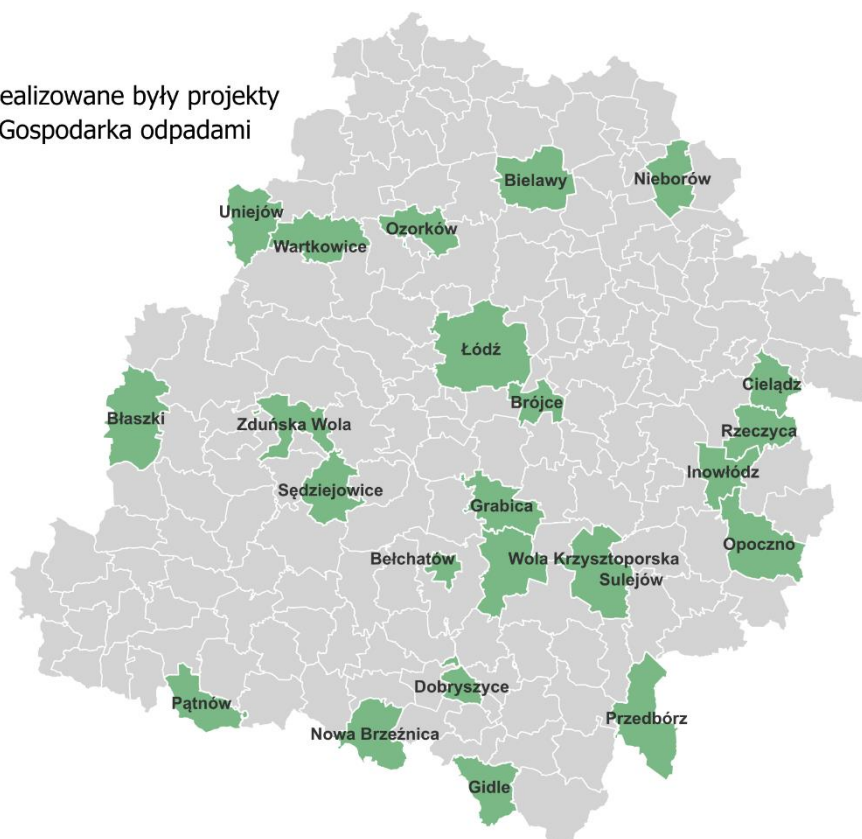 ealizowane były projekty
Gospodarka odpadami
Bielawy
Nieborów
Uniejów
Ozorków
Wartkowice
Łódź
Cielądz
Brójce
Błaszki
Zduńska Wola
Rzeczyca
Inowłódz
Sędziejowice
Grabica
Opoczno
Bełchatów
Wola Krzysztoporska
Sulejów
Dobryszyce
Pątnów
Przedbórz
Nowa Brzeźnica
Gidle